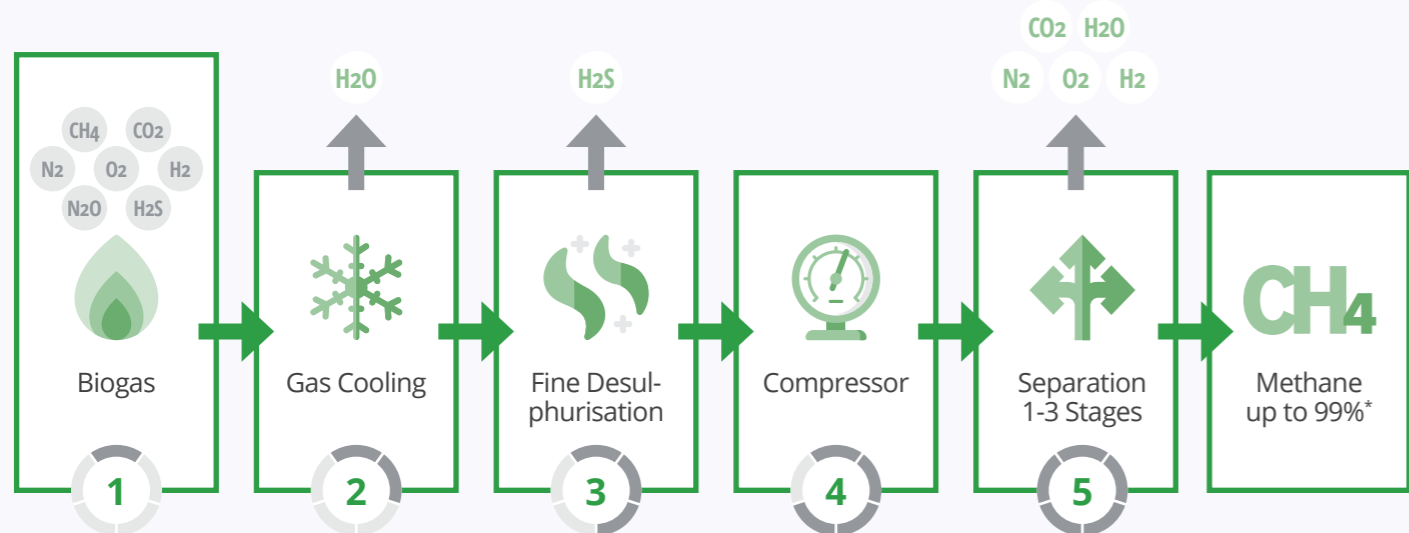 CH4 CO2
N2 O2 H2
N2O H2S
Biogas
1
H2O
Gas Cooling
2
H2S
Fine Desul-
phurisation
3
Compressor
4
CO2 H2O
N2 O2 H2
Separation
1-3 Stages
5
CH4
Methane
up to 99%*